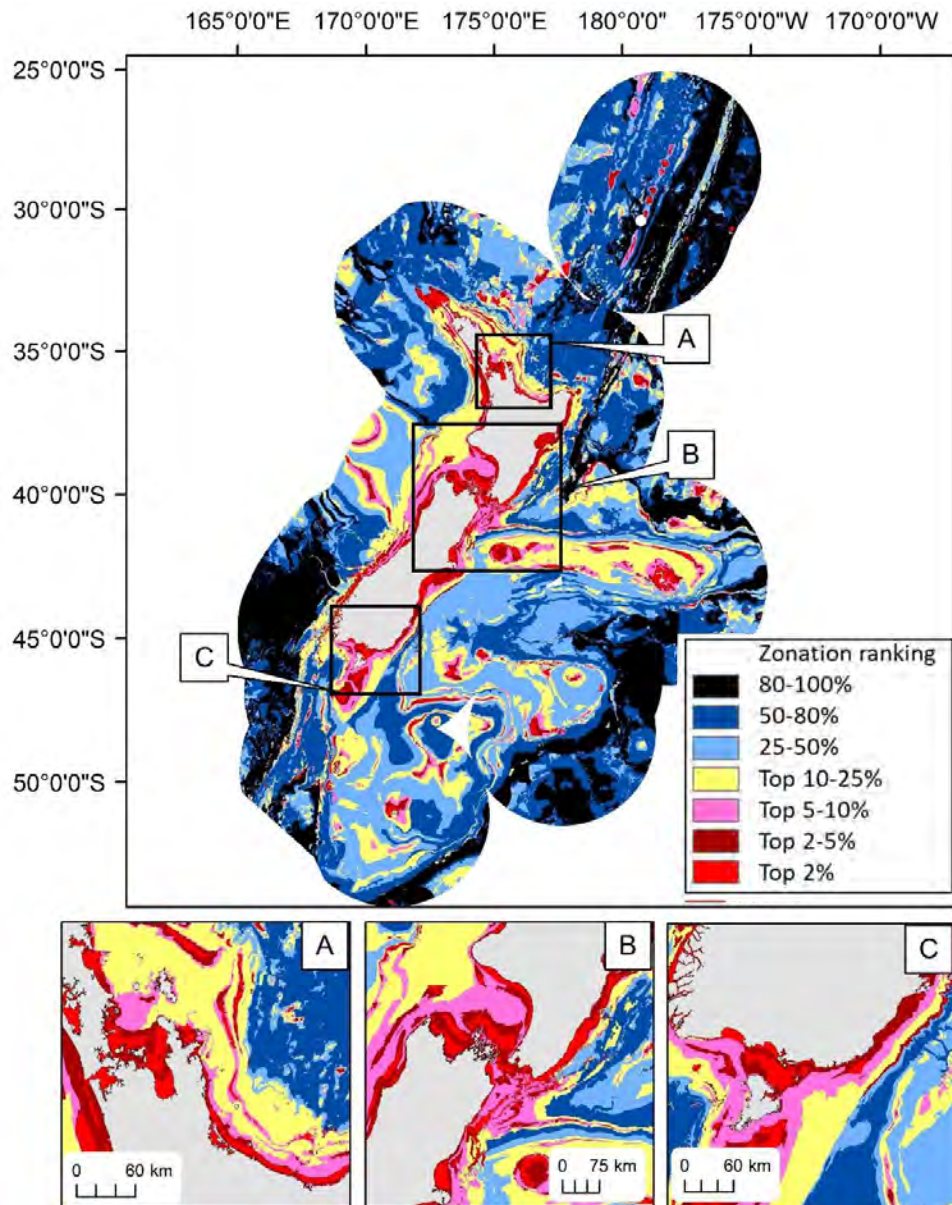 165°0'0"E 170°0'0"E 175°0'0"E 180°0'0" 175°0'0"W 170°0'0"W
25°0'0"S
30°0'0"S
35°0'0"S
40°0'0"S
45°0'0"S
50°0'0"S
A
B
C
Zonation ranking
80-100%
50-80%
25-50%
Top 10-25%
Top 5-10%
Top 2-5%
Top 2%
A
B
C
0 60 km
0 75 km
0 60 km